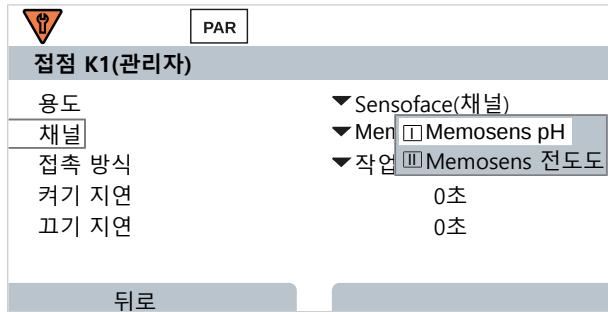 PAR
접점 K1(관리자)
용도 Sensoface(채널)
채널 Mem
I Memosens pH
접촉 방식 작업
II Memosens 전도도
켜기 지연 0초
끄기 지연 0초
뒤로